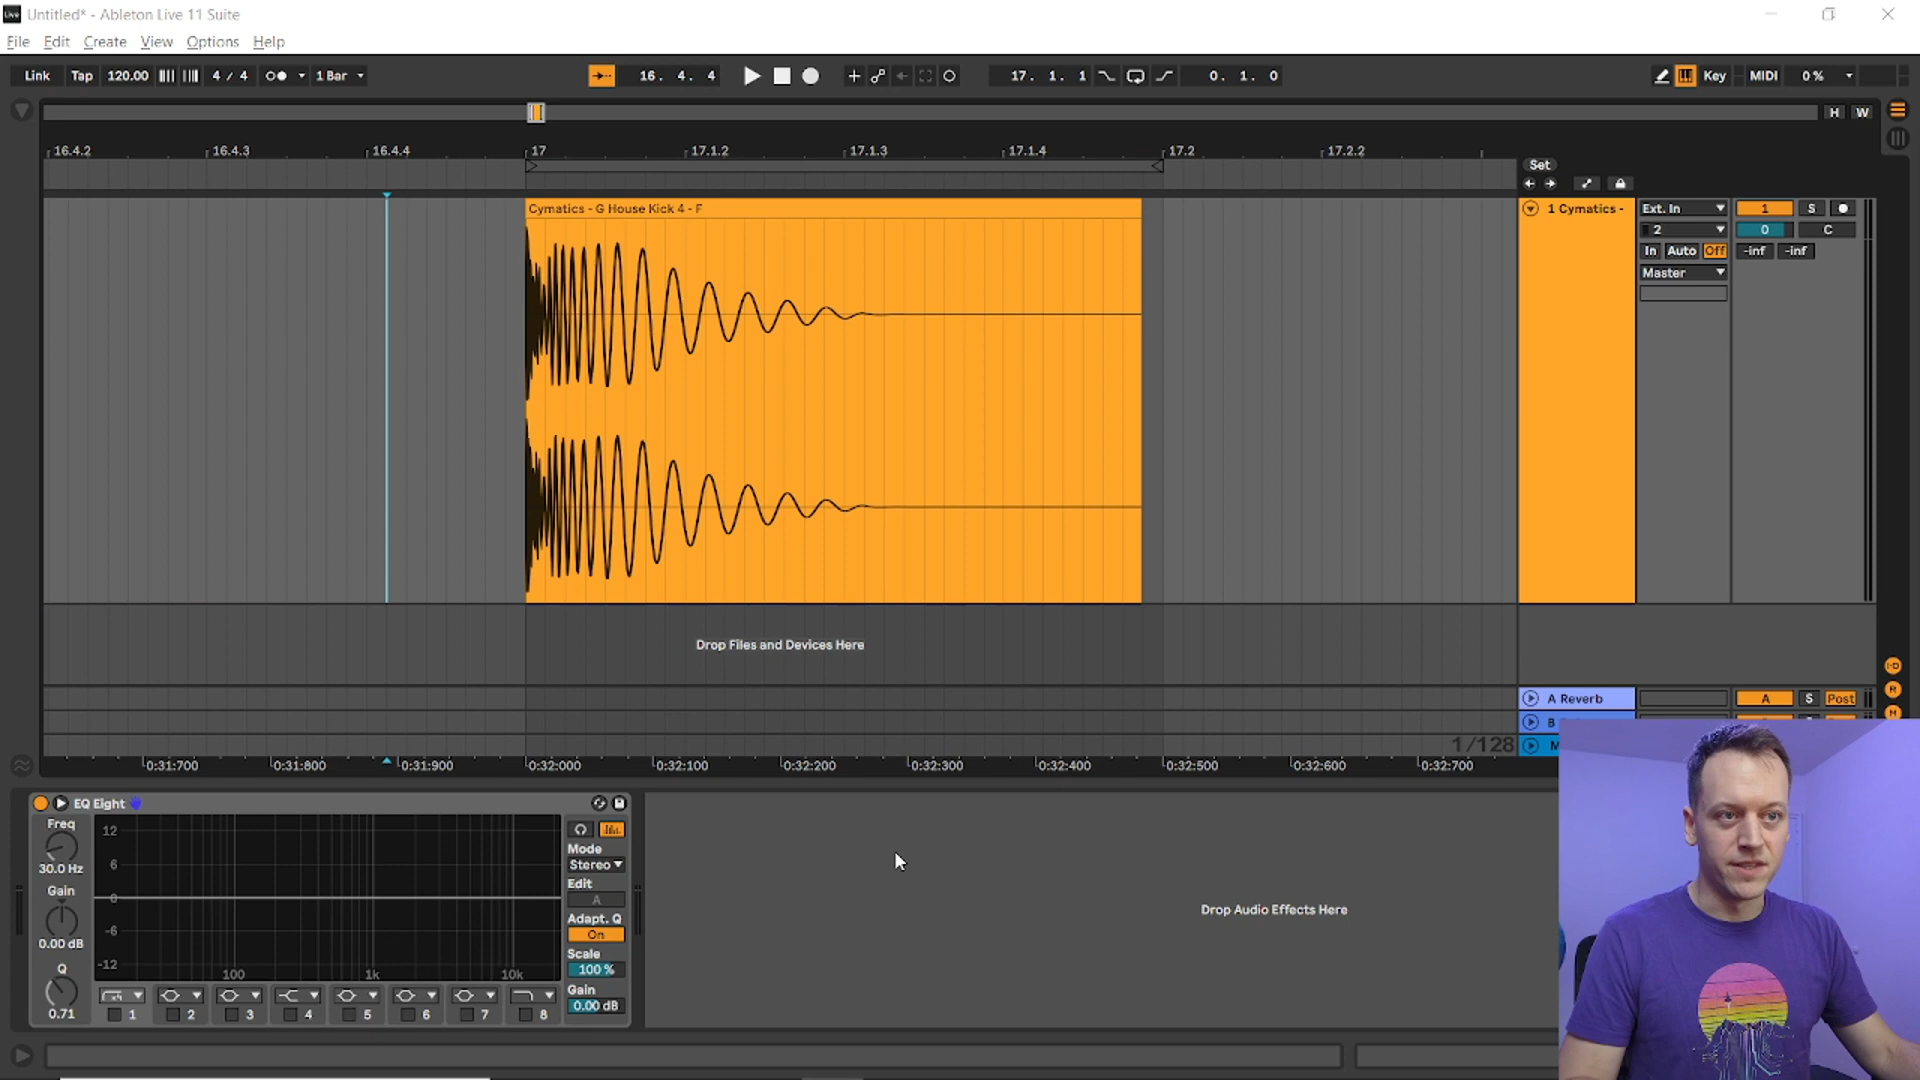 Untitled* - Ableton Live 11 Suite
File Edit Create View Options Help
Link Tap 120.00 4 / 4 1 Bar 16. 4. 4 17. 1. 1 0. 1. 0 Key MIDI 0 %
H W
16.4.2 16.4.3 16.4.4 17 17.1.2 17.1.3 17.1.4 17.2 17.2.2
Set
Cymatics - G House Kick 4 - F
1 Cymatics - Ext. In 1 S
2 0 C
In Auto Off -inf -inf
Master
Drop Files and Devices Here
A Reverb A S Post
B
1/128
0:31:700 0:31:800 0:31:900 0:32:000 0:32:100 0:32:200 0:32:300 0:32:400 0:32:500 0:32:600 0:32:700
EQ Eight
Freq
30.0 Hz
Gain
0.00 dB
Q
0.71
12
6
0
-6
-12
100 1k 10k
1 2 3 4 5 6 7 8
Mode
Stereo
Edit
A
Adapt. Q
On
Scale
100 %
Gain
0.00 dB
Drop Audio Effects Here